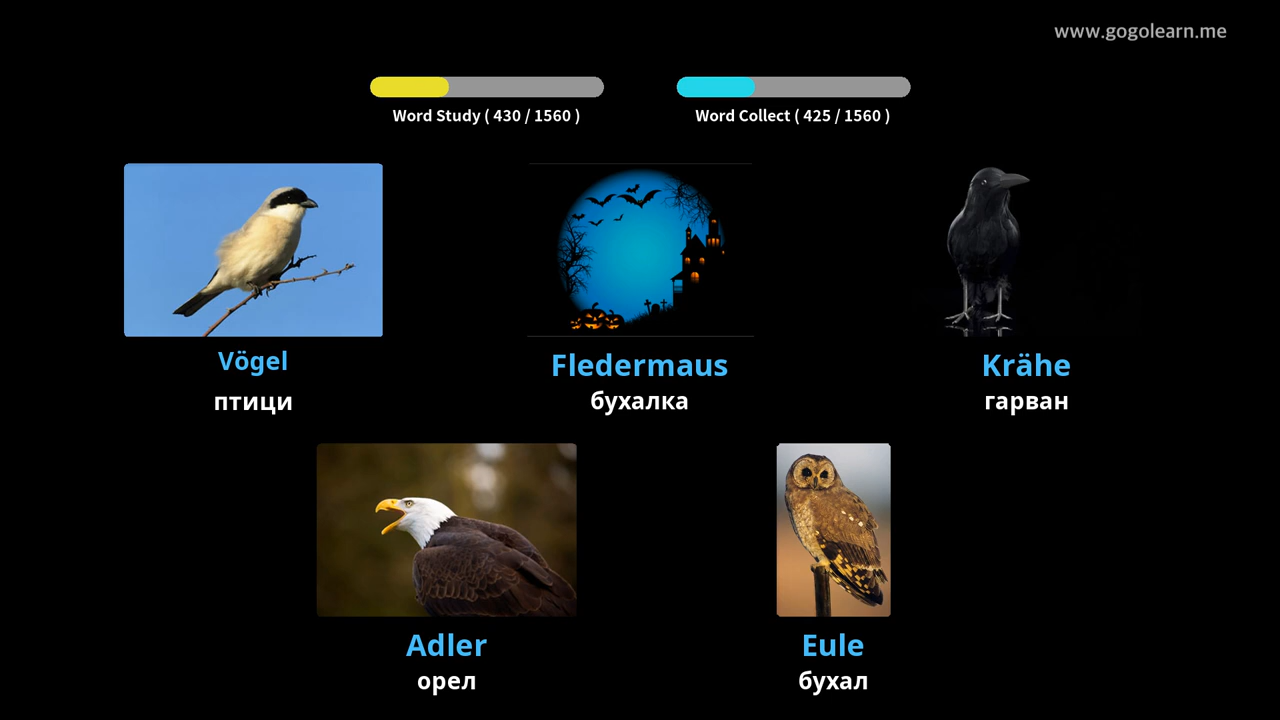 www.gogolearn.me
Word Study ( 430 / 1560 )
Word Collect ( 425 / 1560 )
Vögel
птици
Fledermaus
бухалка
Krähe
гарван
Adler
орел
Eule
бухал